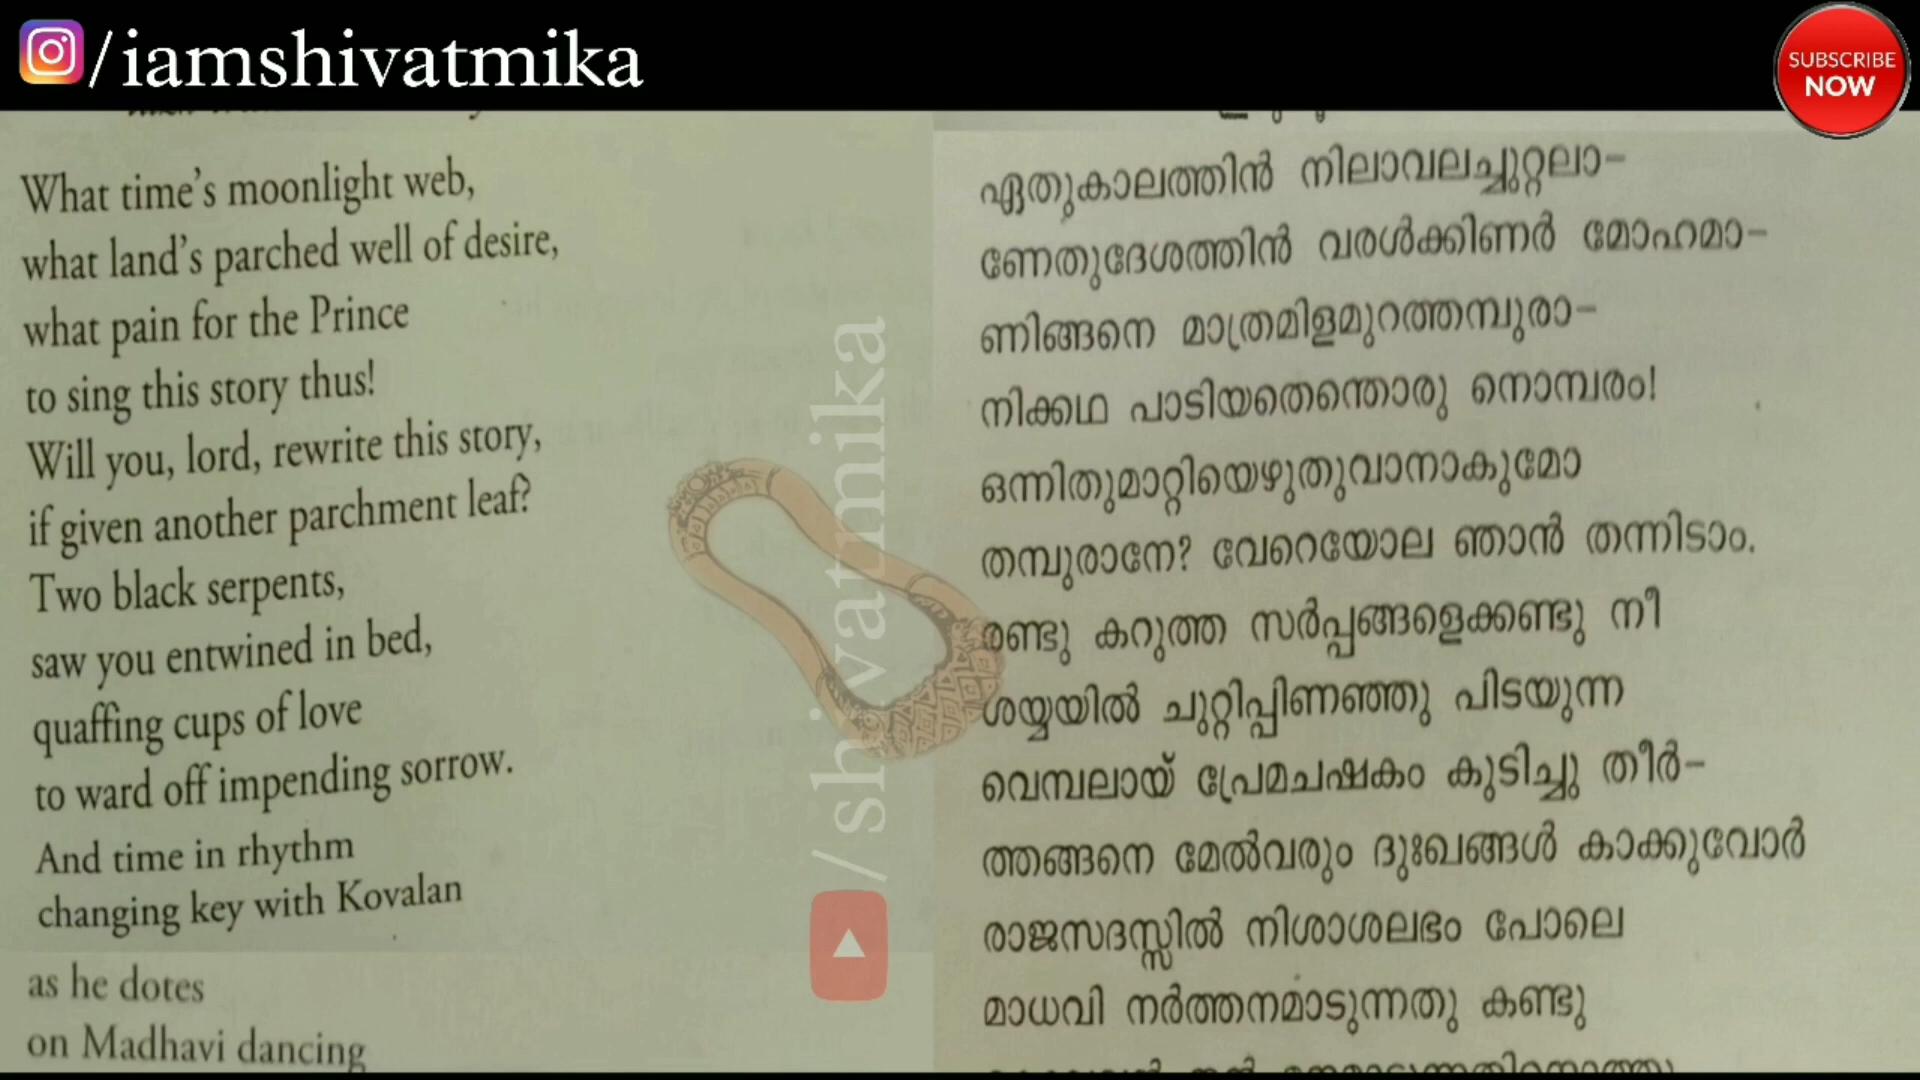 /iamshivatmika
SUBSCRIBE
NOW
What time's moonlight web,
what land's parched well of desire,
what pain for the Prince
to sing this story thus!
Will you, lord, rewrite this story,
if given another parchment leaf?
Two black serpents,
saw you entwined in bed,
quaffing cups of love
to ward off impending sorrow.
And time in rhythm
changing key with Kovalan
as he dotes
on Madhavi dancing
/shivatmika
ഏതുകാലത്തിൻ നിലാവലച്ചുറ്റലാ-
ണേതുദേശത്തിൻ വരൾക്കിണർ മോഹമാ-
ണിങ്ങനെ മാത്രമിളമുറത്തമ്പുരാ-
നിക്കഥ പാടിയതെന്തൊരു നൊമ്പരം!
ഒന്നിതുമാറ്റിയെഴുതുവാനാകുമോ
തമ്പുരാനേ? വേറെയോല ഞാൻ തന്നിടാം.
രണ്ടു കറുത്ത സർപ്പങ്ങളെക്കണ്ടു നീ
ശയ്യയിൽ ചുറ്റിപ്പിണഞ്ഞു പിടയുന്ന
വെമ്പലായ് പ്രേമചഷകം കുടിച്ചു തീർ-
ത്തങ്ങനെ മേൽവരും ദുഃഖങ്ങൾ കാക്കുവോർ
രാജസദസ്സിൽ നിശാശലഭം പോലെ
മാധവി നർത്തനമാടുന്നതു കണ്ടു